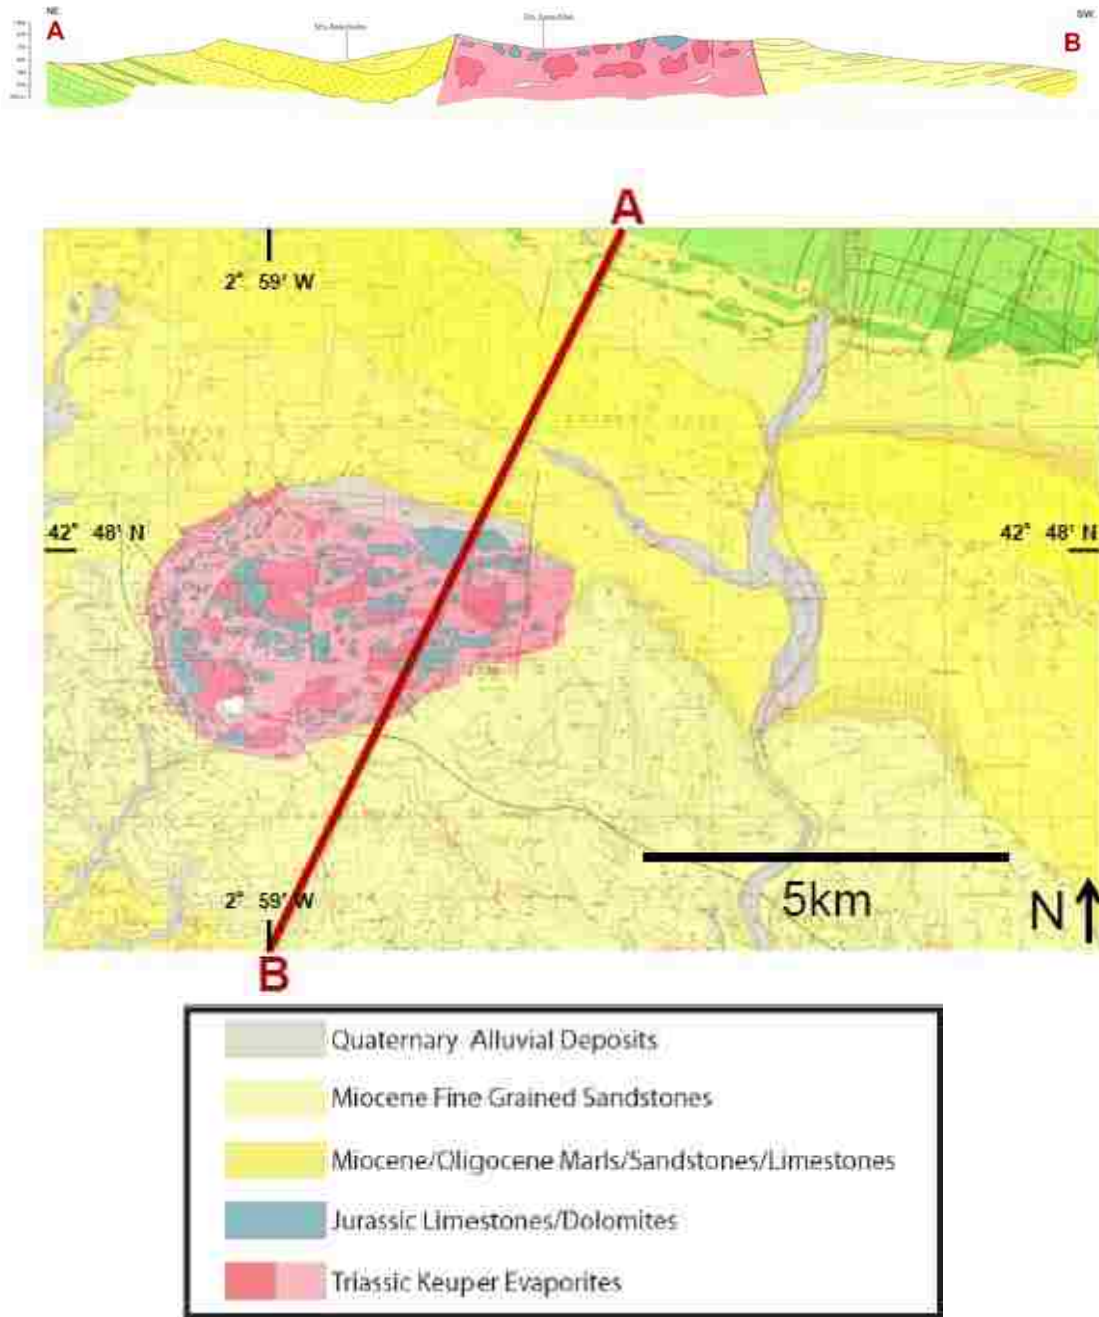 NE
SW
A
B
A
2° 59' W
42° 48' N
42° 48' N
5km
N
2° 59' W
B
Quaternary Alluvial Deposits
Miocene Fine Grained Sandstones
Miocene/Oligocene Marls/Sandstones/Limestones
Jurassic Limestones/Dolomites
Triassic Keuper Evaporites